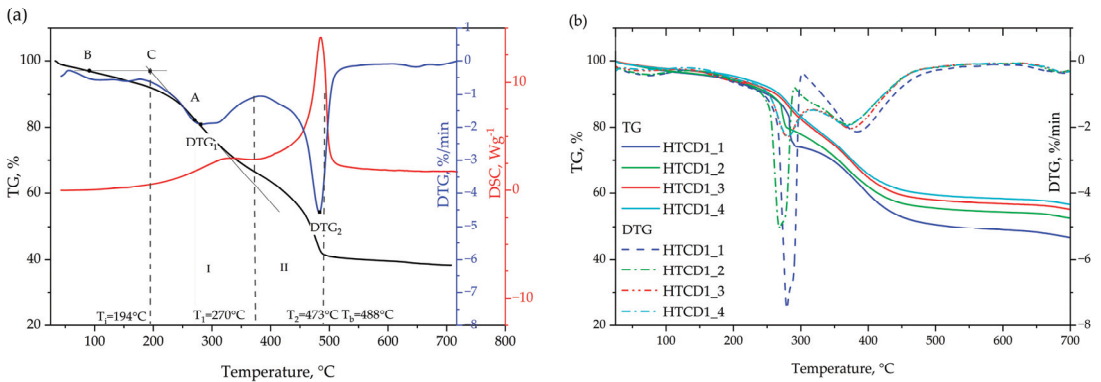 (a)
TG, %
100
80
60
40
20
B
C
A
DTG1
DTG2
I
II
Ti=194°C
T1=270°C
T2=473°C
Tb=488°C
100
200
300
400
500
600
700
Temperature, °C
1
0
−1
−2
−3
−4
−5
−6
−7
−8
DTG, %/min
10
0
−10
DSC, Wg-1
(b)
TG, %
100
80
60
40
20
TG
HTCD1_1
HTCD1_2
HTCD1_3
HTCD1_4
DTG
HTCD1_1
HTCD1_2
HTCD1_3
HTCD1_4
100
200
300
400
500
600
700
Temperature, °C
0
−2
−4
−6
−8
DTG, %/min